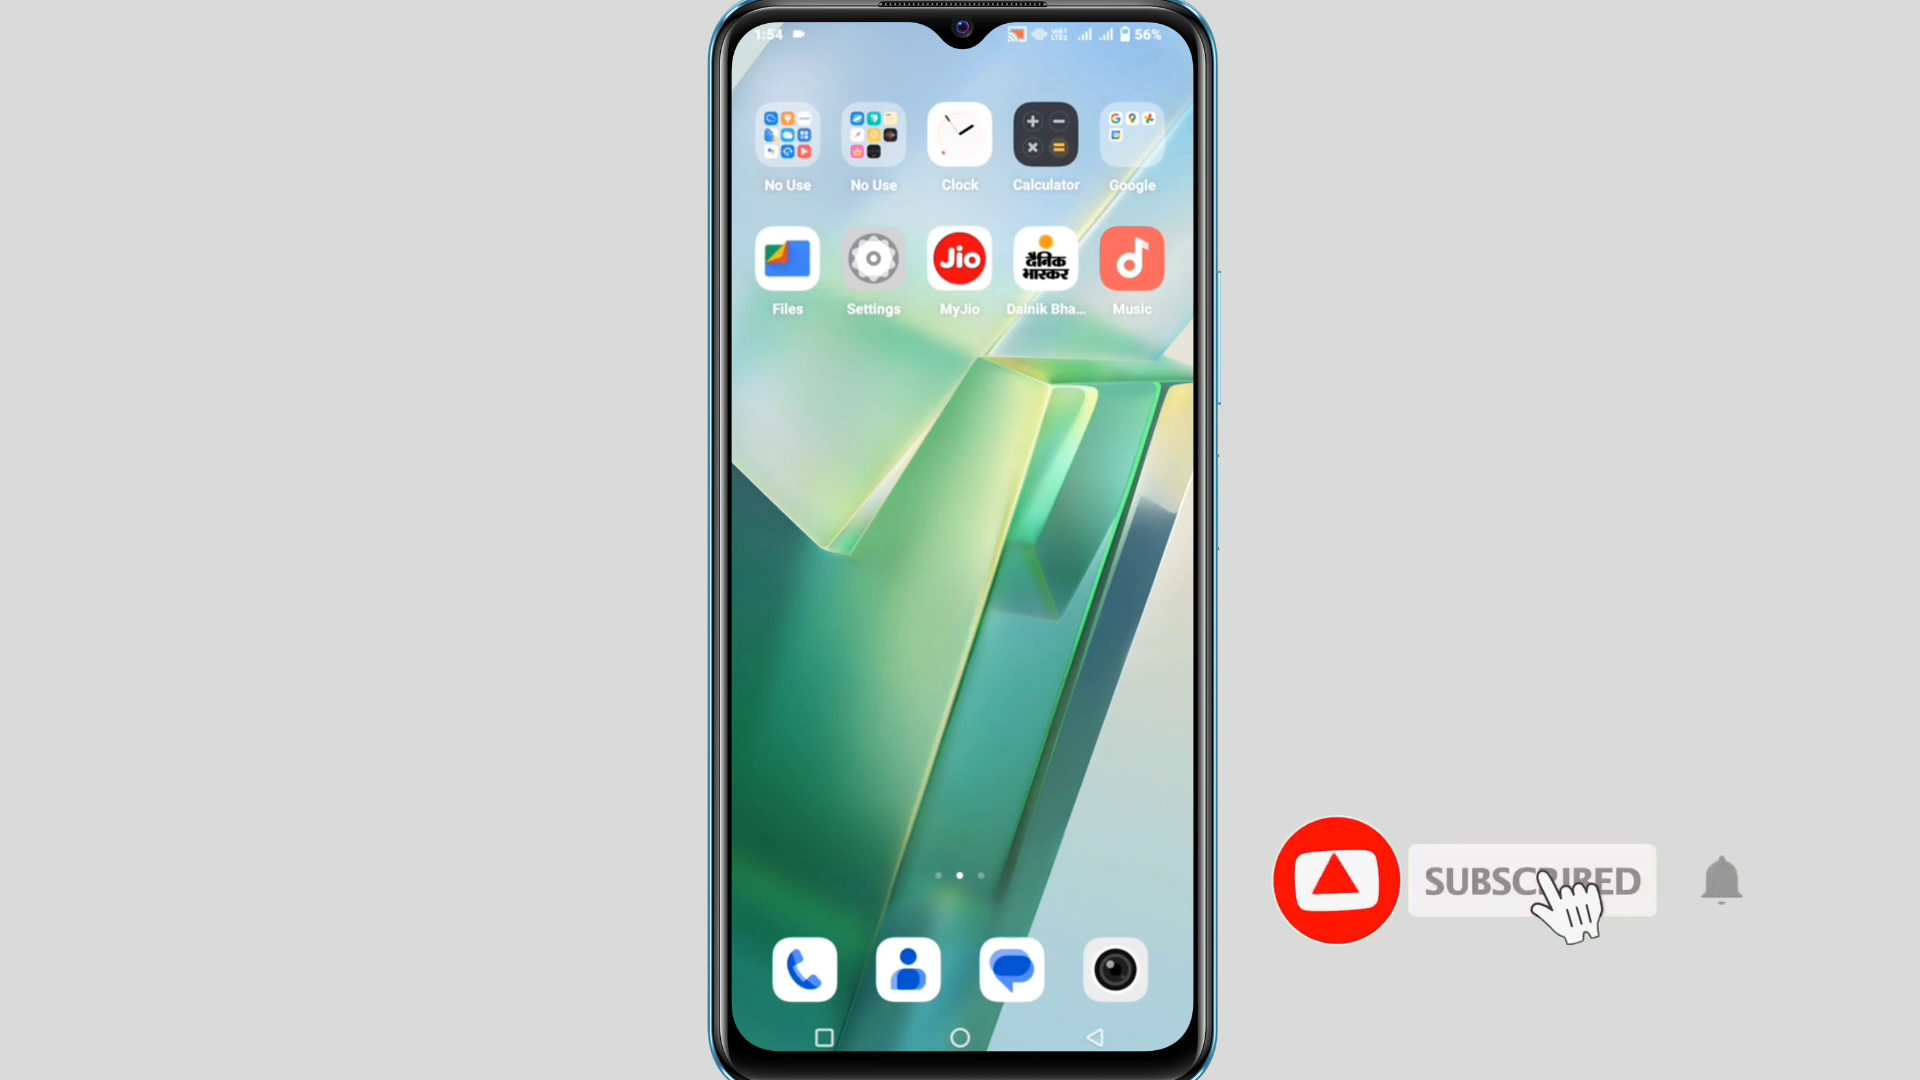 1:54
56%
No Use
No Use
Clock
Calculator
Google
Jio
दैनिक
भास्कर
Files
Settings
MyJio
Dainik Bha...
Music
SUBSCRIBED